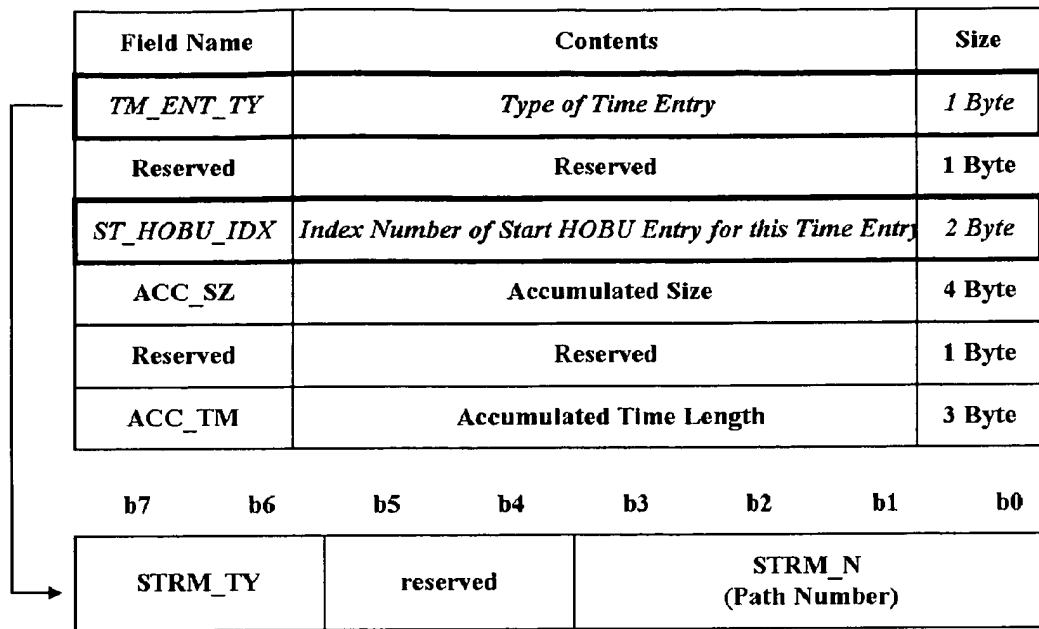 Field Name Contents Size
TM_ENT_TY Type of Time Entry 1 Byte
Reserved Reserved 1 Byte
ST_HOBU_IDX Index Number of Start HOBU Entry for this Time Entry 2 Byte
ACC_SZ Accumulated Size 4 Byte
Reserved Reserved 1 Byte
ACC_TM Accumulated Time Length 3 Byte
b7 b6 b5 b4 b3 b2 b1 b0
STRM_TY reserved STRM_N
(Path Number)